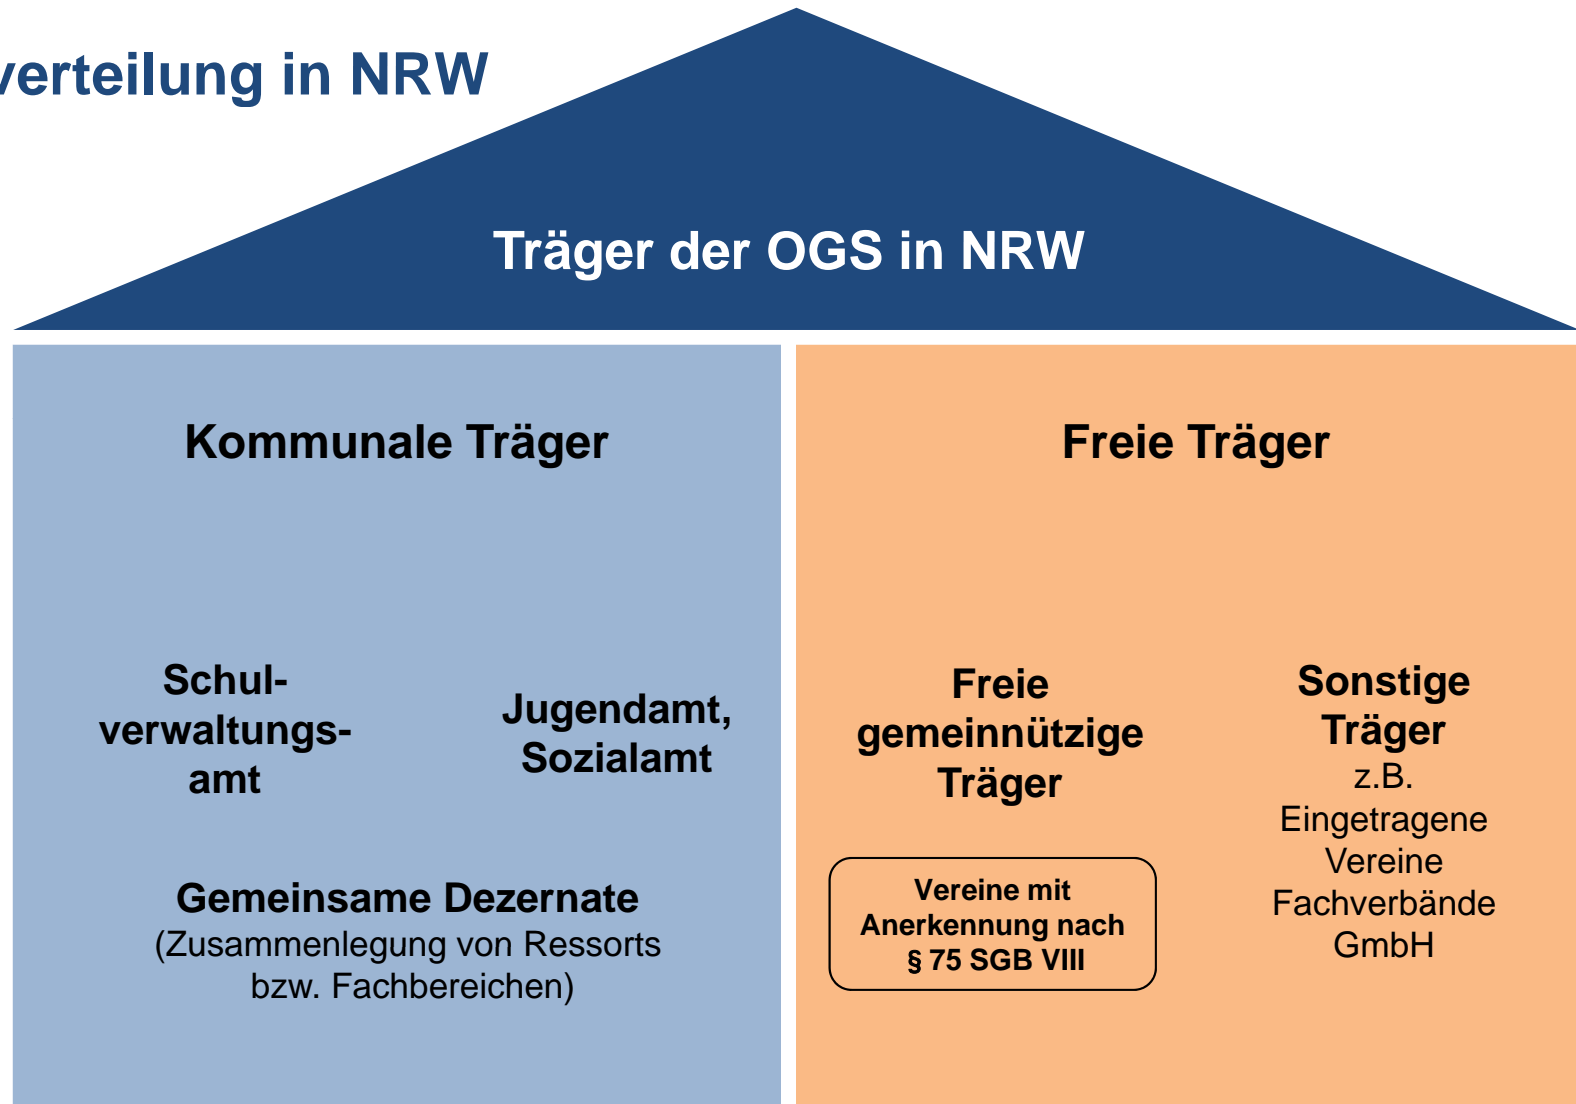 verteilung in NRW
Träger der OGS in NRW
Kommunale Träger
Schul-
verwaltungs-
amt
Jugendamt,
Sozialamt
Gemeinsame Dezernate
(Zusammenlegung von Ressorts
bzw. Fachbereichen)
Freie Träger
Freie
gemeinnützige
Träger
Vereine mit
Anerkennung nach
§ 75 SGB VIII
Sonstige
Träger
z.B.
Eingetragene
Vereine
Fachverbände
GmbH